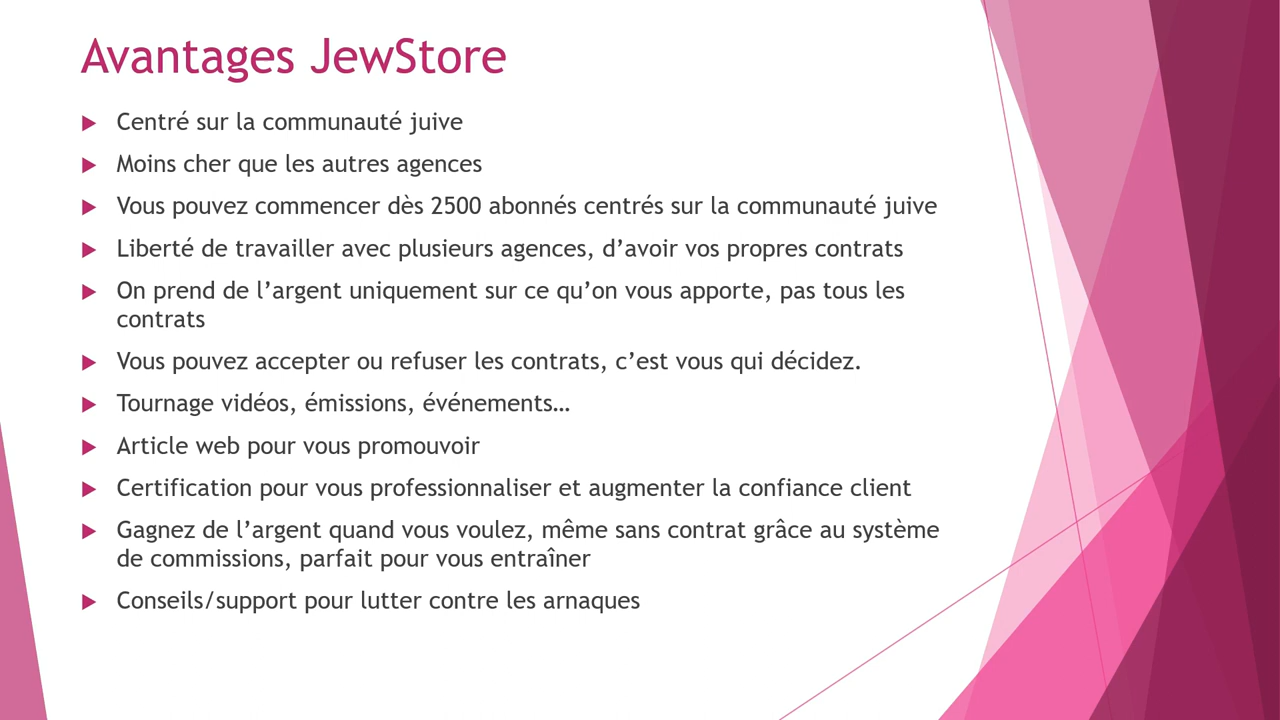 Avantages JewStore
Centré sur la communauté juive
Moins cher que les autres agences
Vous pouvez commencer dès 2500 abonnés centrés sur la communauté juive
Liberté de travailler avec plusieurs agences, d’avoir vos propres contrats
On prend de l’argent uniquement sur ce qu’on vous apporte, pas tous les
contrats
Vous pouvez accepter ou refuser les contrats, c’est vous qui décidez.
Tournage vidéos, émissions, événements…
Article web pour vous promouvoir
Certification pour vous professionnaliser et augmenter la confiance client
Gagnez de l’argent quand vous voulez, même sans contrat grâce au système
de commissions, parfait pour vous entraîner
Conseils/support pour lutter contre les arnaques